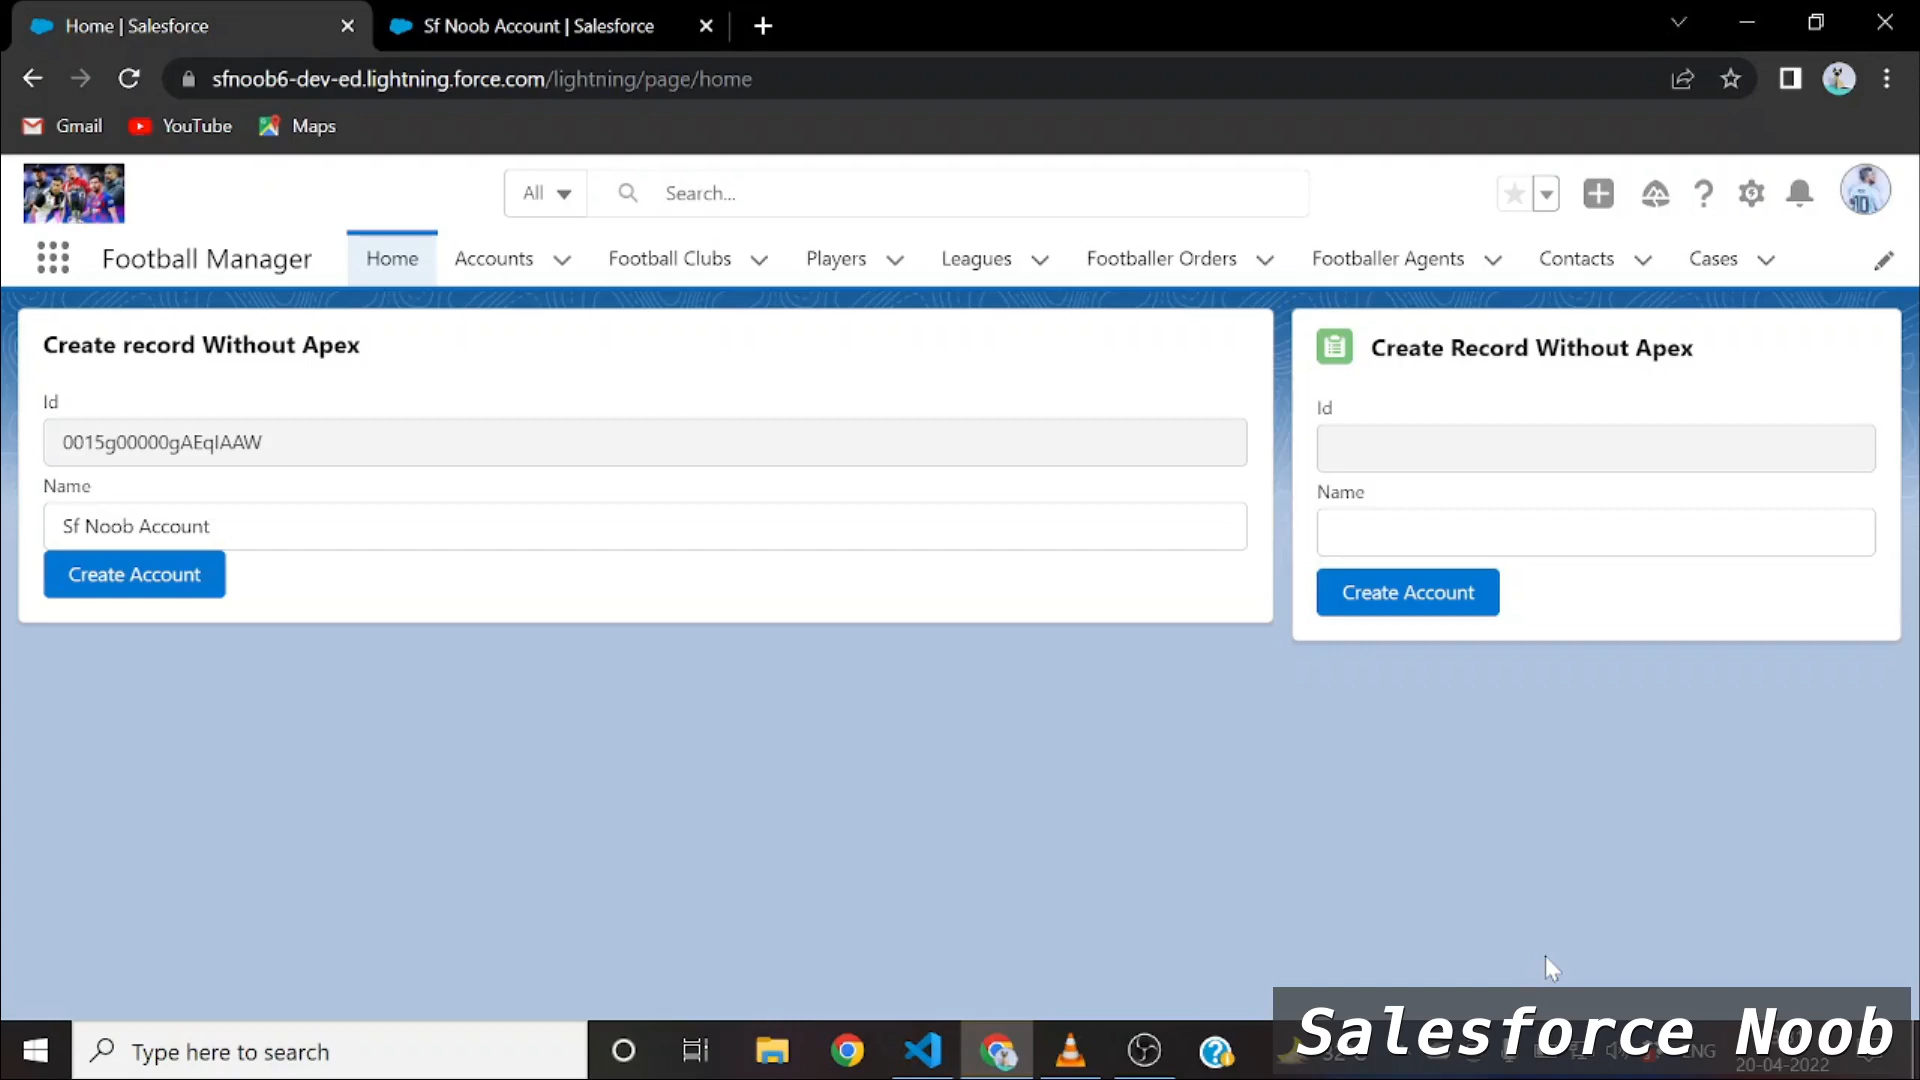 Home | Salesforce
Sf Noob Account | Salesforce
sfnoob6-dev-ed.lightning.force.com/lightning/page/home
Gmail
YouTube
Maps
All
Search...
Football Manager
Home
Accounts
Football Clubs
Players
Leagues
Footballer Orders
Footballer Agents
Contacts
Cases
Create record Without Apex
Id
0015g00000gAEqIAAW
Name
Sf Noob Account
Create Account
Create Record Without Apex
Id
Name
Create Account
Type here to search
Salesforce Noob
ENG
20-04-2022